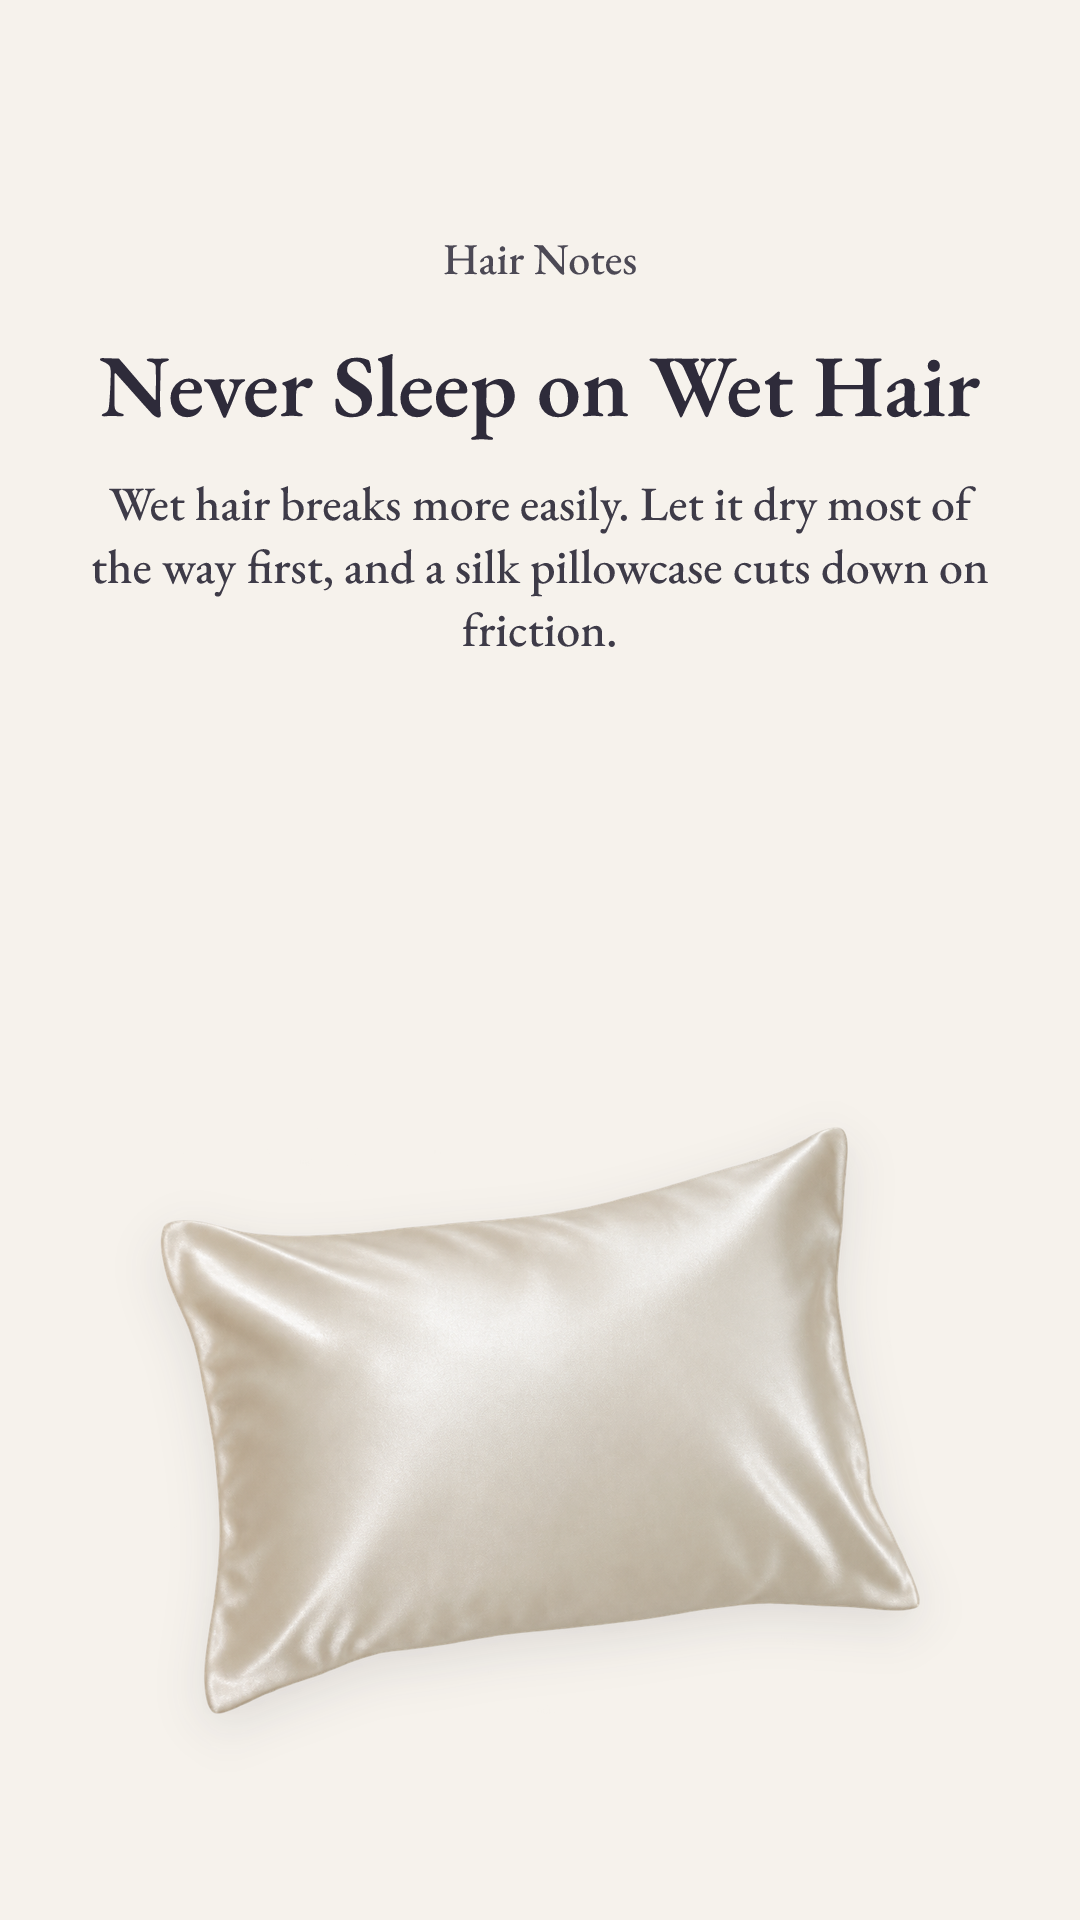 Hair Notes
Never Sleep on Wet Hair
Wet hair breaks more easily. Let it dry most of
the way first, and a silk pillowcase cuts down on
friction.